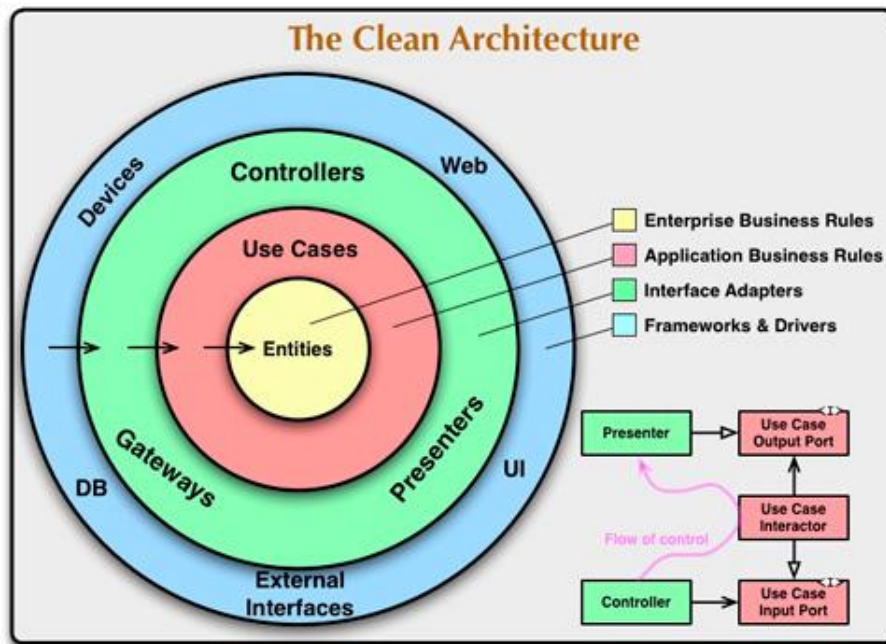 The Clean Architecture
Devices
Web
Controllers
Use Cases
Entities
Gateways
Presenters
DB
UI
External
Interfaces
Enterprise Business Rules
Application Business Rules
Interface Adapters
Frameworks & Drivers
Presenter
Use Case
Output Port
<I>
Flow of control
Use Case
Interactor
Controller
Use Case
Input Port
<I>